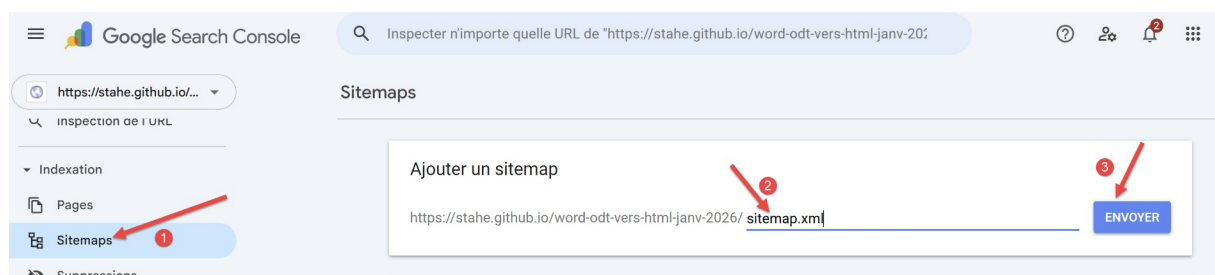 Google Search Console
Inspecter n'importe quelle URL de "https://stahe.github.io/word-odt-vers-html-janv-202
2
https://stahe.github.io/...
Inspection de l'URL
Sitemaps
Indexation
Pages
Sitemaps
1
Suppressions
Ajouter un sitemap
2
3
https://stahe.github.io/word-odt-vers-html-janv-2026/ sitemap.xml
ENVOYER